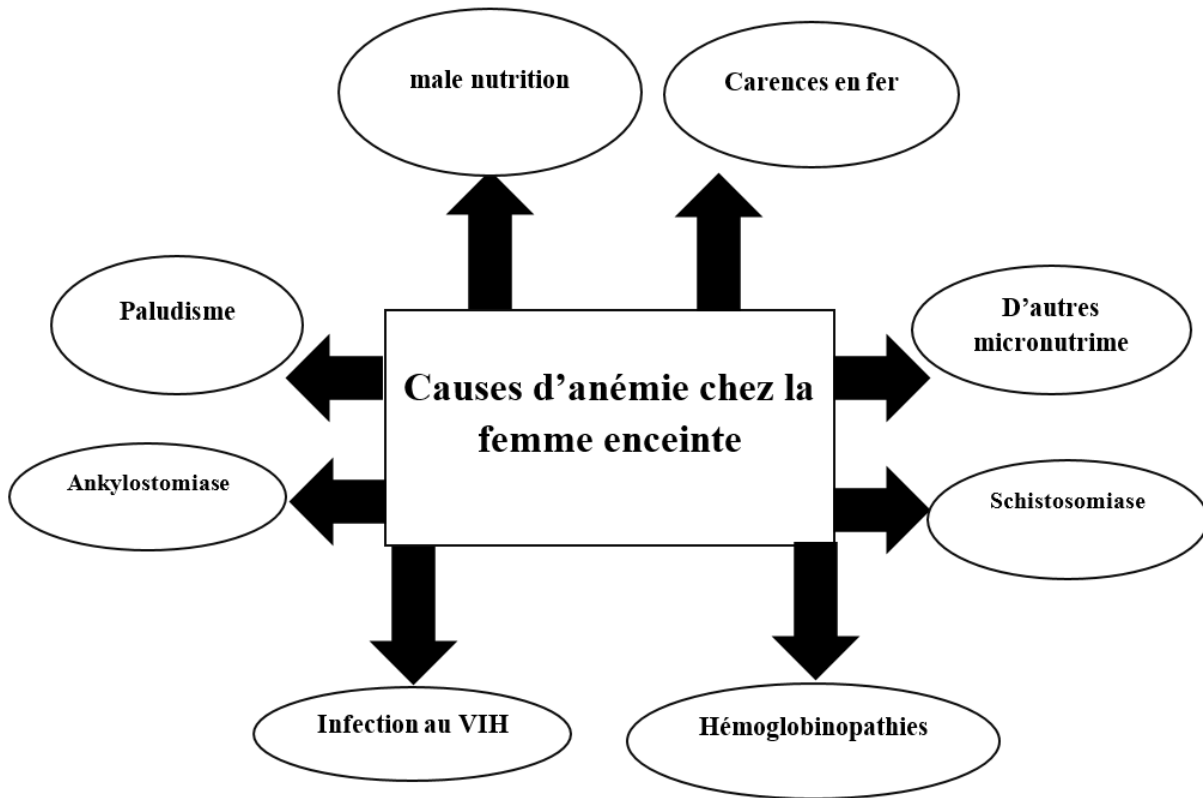 male nutrition
Carences en fer
Paludisme
D’autres
micronutrime
Causes d’anémie chez la
femme enceinte
Ankylostomiase
Schistosomiase
Infection au VIH
Hémoglobinopathies